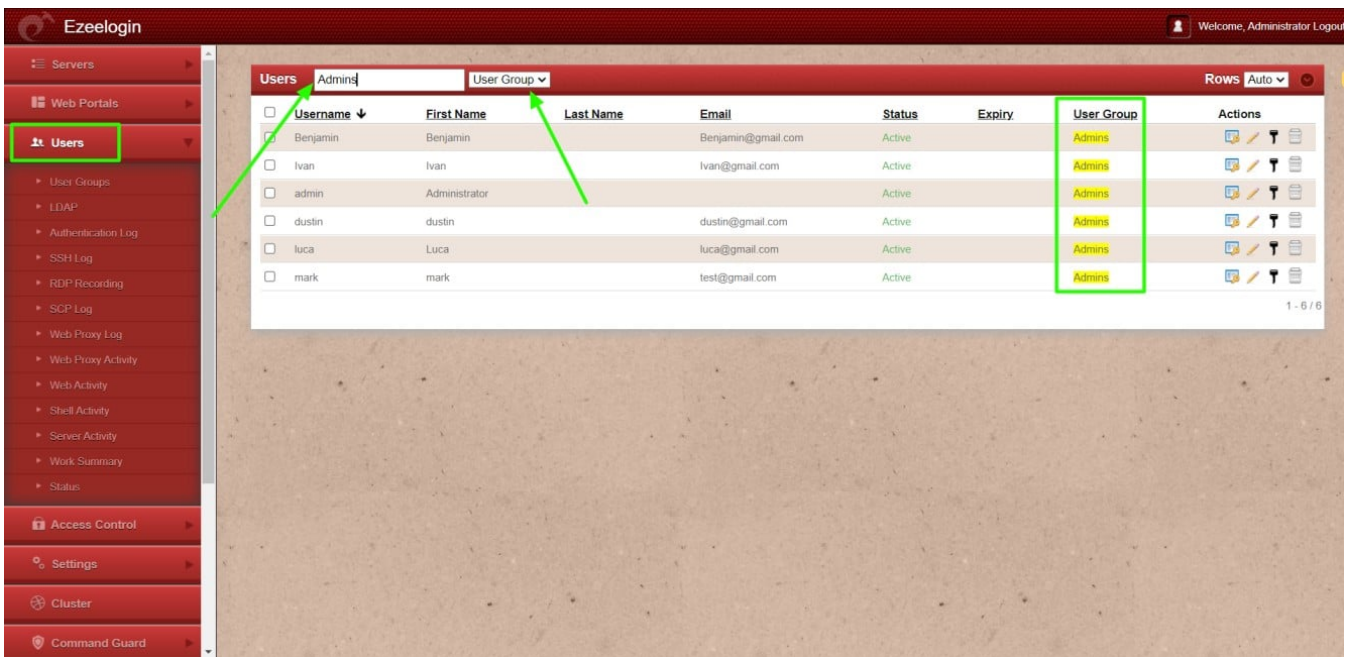 Ezeelogin
Welcome, Administrator Logout
Servers
Web Portals
Users
User Groups
LDAP
Authentication Log
SSH Log
RDP Recording
SCP Log
Web Proxy Log
Web Proxy Activity
Web Activity
Shell Activity
Server Activity
Work Summary
Status
Access Control
Settings
Cluster
Command Guard
Users Admins User Group Rows Auto
Username First Name Last Name Email Status Expiry User Group Actions
Benjamin Benjamin Benjamin@gmail.com Active Admins
Ivan Ivan Ivan@gmail.com Active Admins
admin Administrator Active Admins
dustin dustin dustin@gmail.com Active Admins
luca Luca luca@gmail.com Active Admins
mark mark test@gmail.com Active Admins
1 - 6 / 6